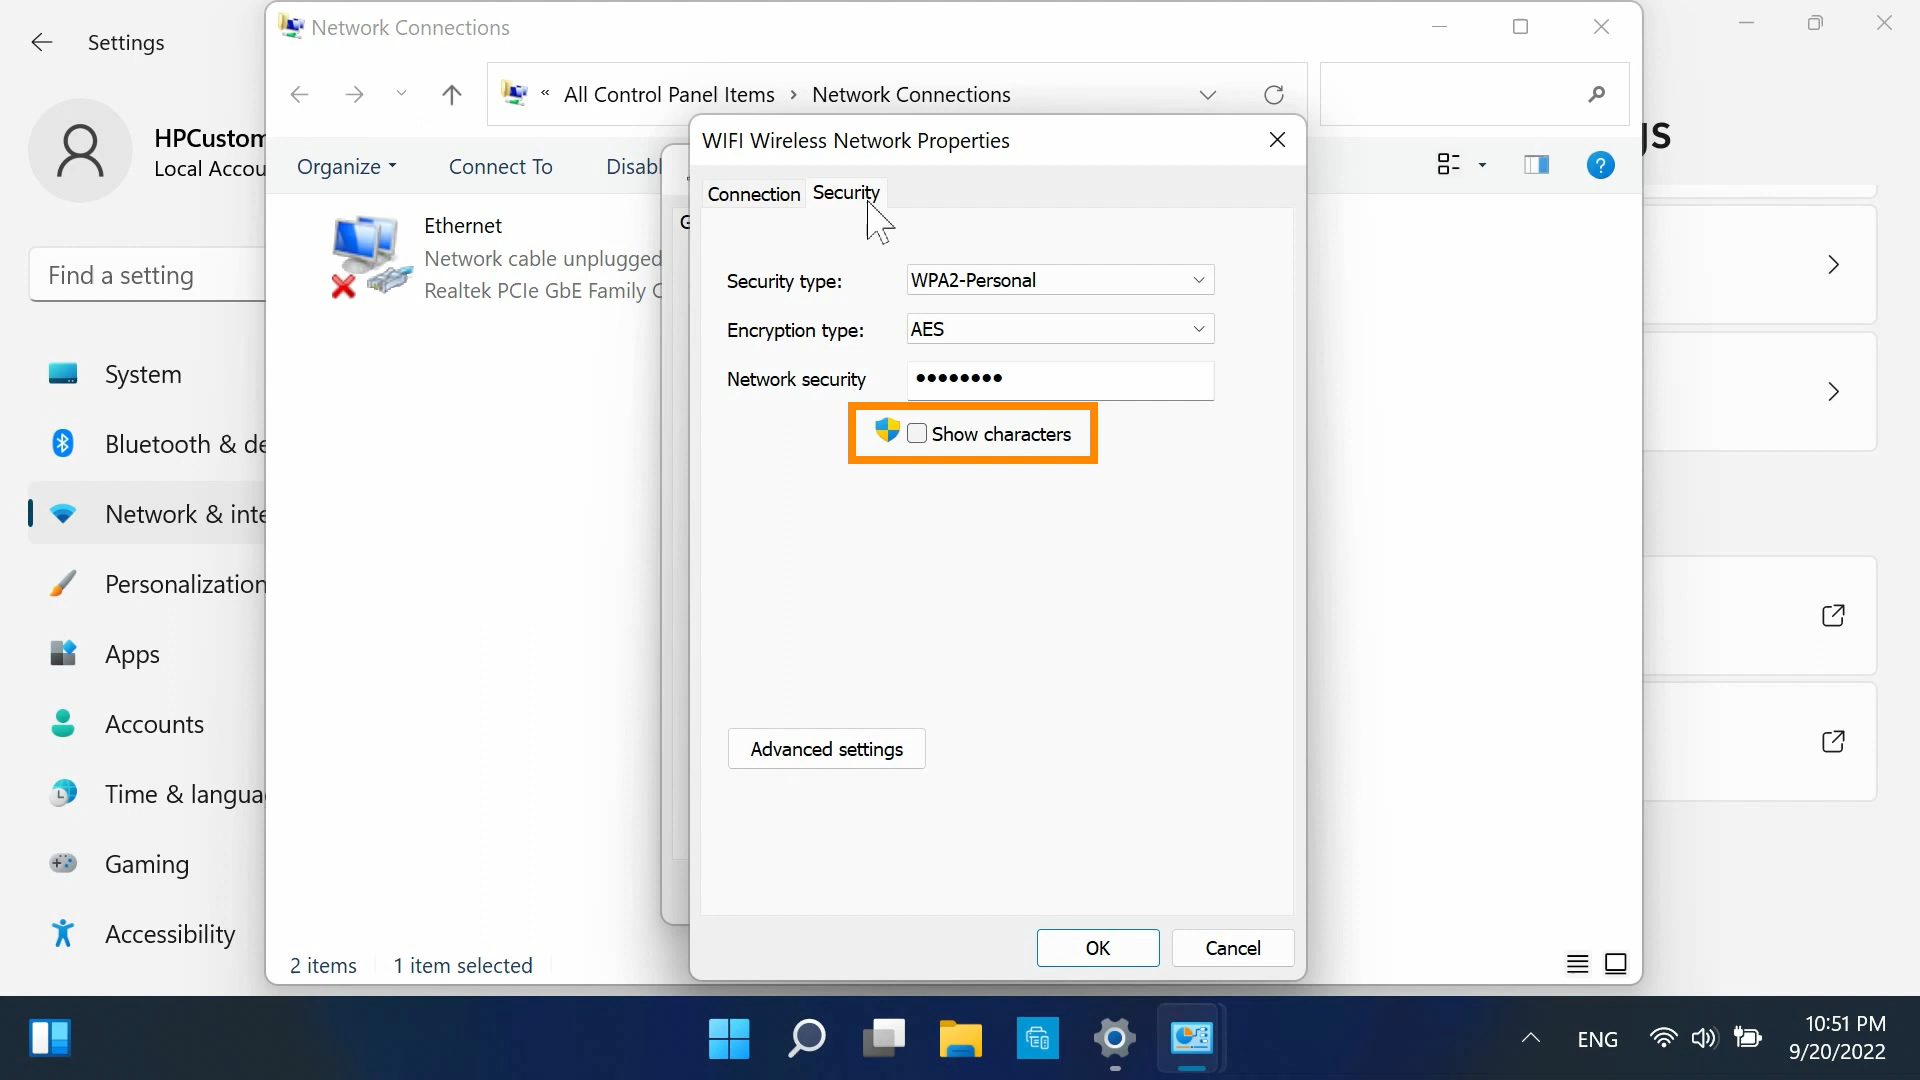 Settings
HPCustom
Local Accou
Find a setting
System
Bluetooth & de
Network & inte
Personalization
Apps
Accounts
Time & langua
Gaming
Accessibility
Network Connections
« All Control Panel Items › Network Connections
Organize
Connect To
Disabl
Ethernet
Network cable unplugged
Realtek PCIe GbE Family C
2 items
1 item selected
G
WIFI Wireless Network Properties
Connection
Security
Security type:
WPA2-Personal
Encryption type:
AES
Network security
••••••••
Show characters
Advanced settings
OK
Cancel
gs
ENG
10:51 PM
9/20/2022